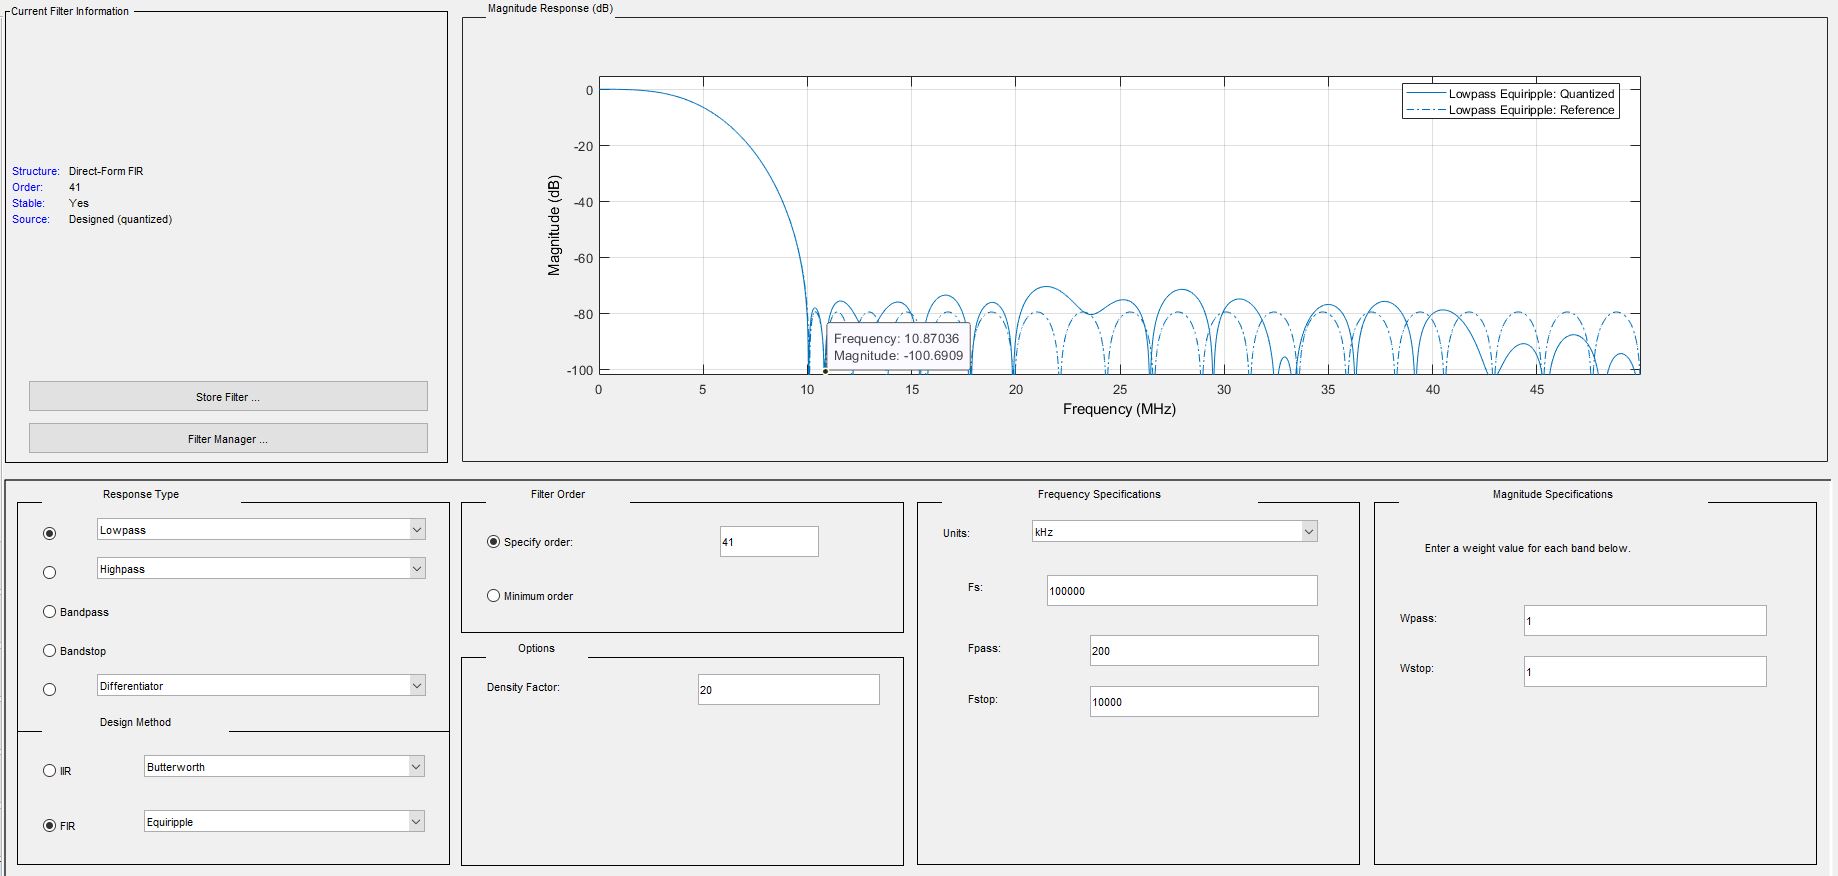 Current Filter Information
Structure: Direct-Form FIR
Order: 41
Stable: Yes
Source: Designed (quantized)
Store Filter ...
Filter Manager ...
Magnitude Response (dB)
Lowpass Equiripple: Quantized
Lowpass Equiripple: Reference
Magnitude (dB)
0
-20
-40
-60
-80
-100
Frequency: 10.87036
Magnitude: -100.6909
0 5 10 15 20 25 30 35 40 45
Frequency (MHz)
Response Type
Lowpass
Highpass
Bandpass
Bandstop
Differentiator
Design Method
IIR Butterworth
FIR Equiripple
Filter Order
Specify order: 41
Minimum order
Options
Density Factor: 20
Frequency Specifications
Units: kHz
Fs: 100000
Fpass: 200
Fstop: 10000
Magnitude Specifications
Enter a weight value for each band below.
Wpass: 1
Wstop: 1